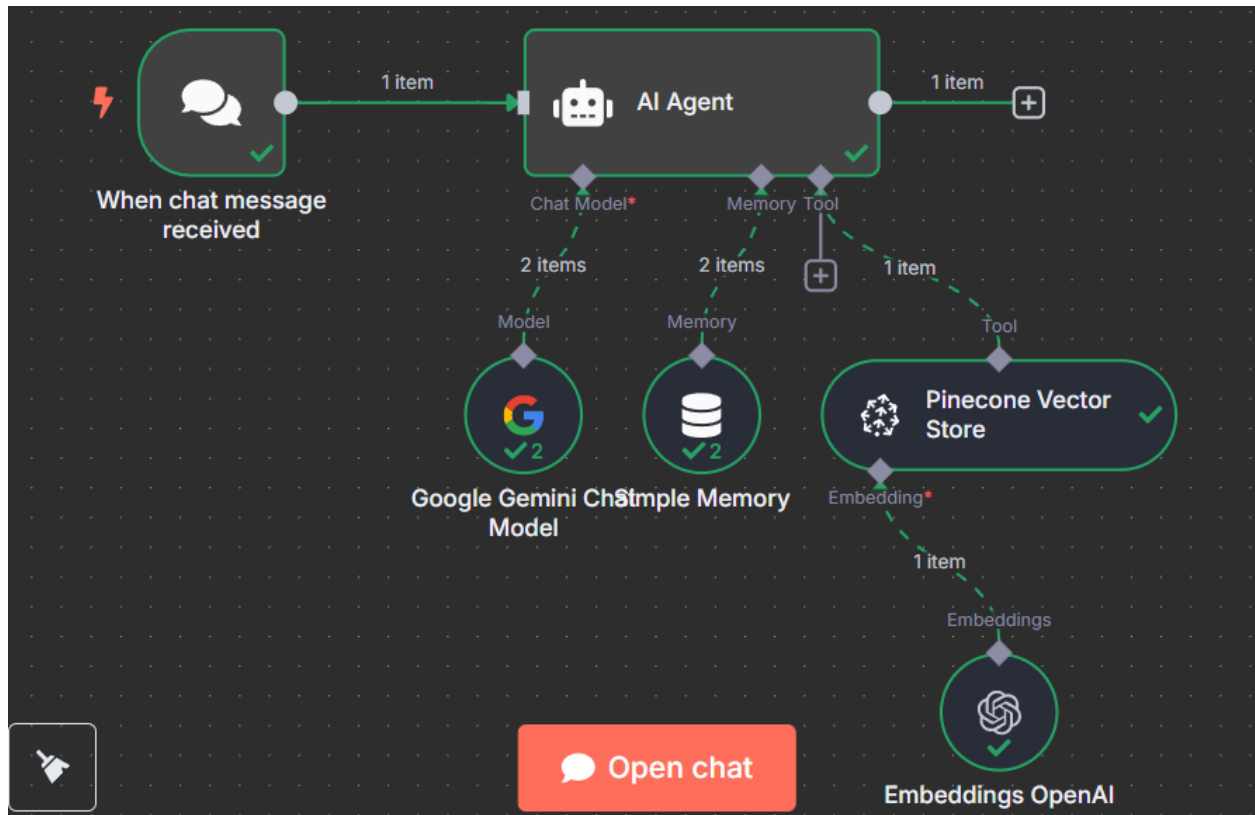 1 item
AI Agent
1 item
When chat message
received
Chat Model*
Memory
Tool
2 items
2 items
1 item
Model
Memory
Tool
Pinecone Vector
Store
2
2
Google Gemini Chat
Model
Simple Memory
Embedding*
1 item
Embeddings
Embeddings OpenAI
Open chat